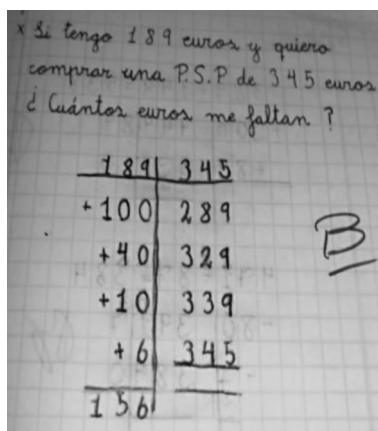 x Si tengo 189 euros y quiero
comprar una P.S.P de 345 euros
¿Cuántos euros me faltan?
189 345
+100 289
+40 329
+10 339
+6 345
156
B